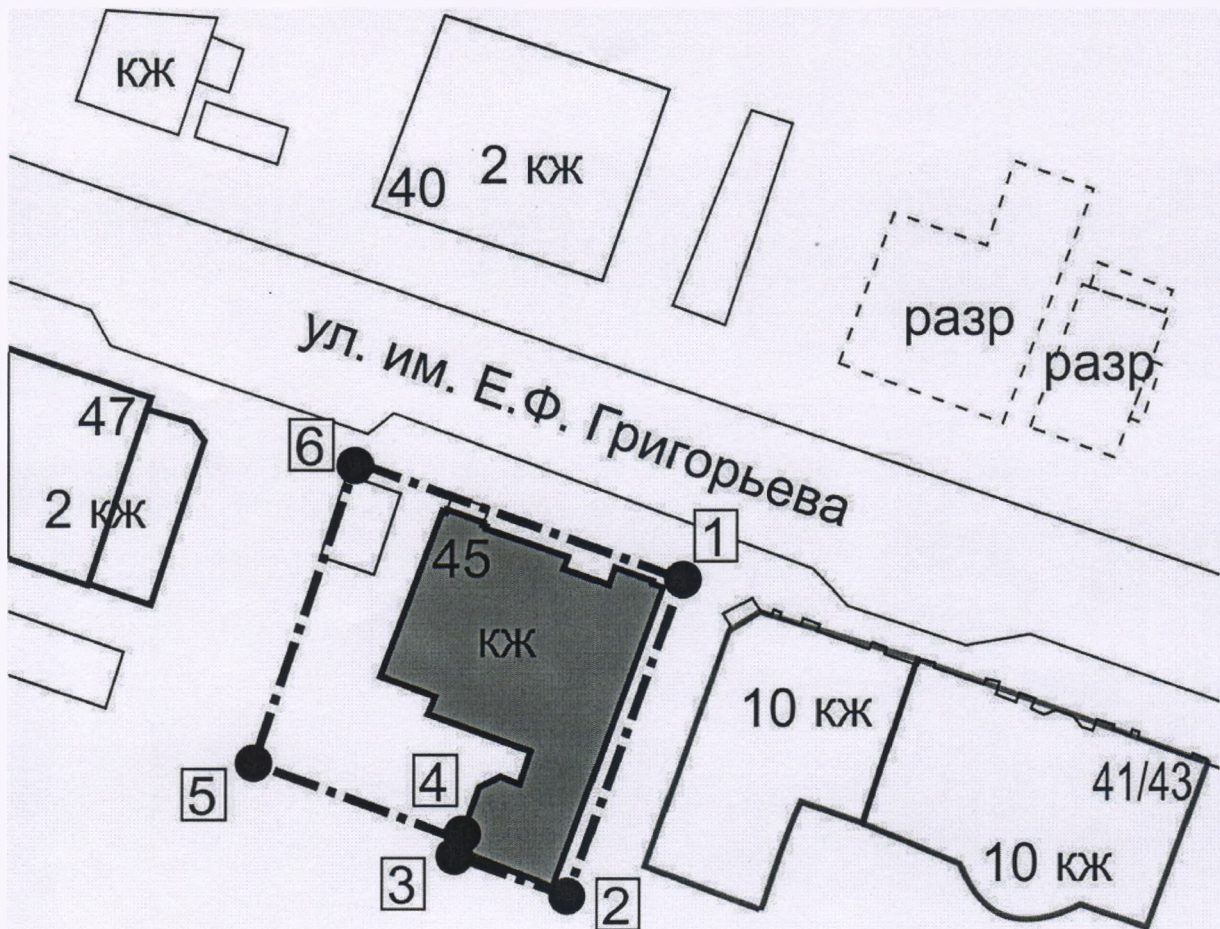 кж
2 кж
40
разр
разр
ул. им. Е.Ф. Григорьева
47
2 кж
6
1
45
кж
10 кж
41/43
10 кж
4
5
3
2